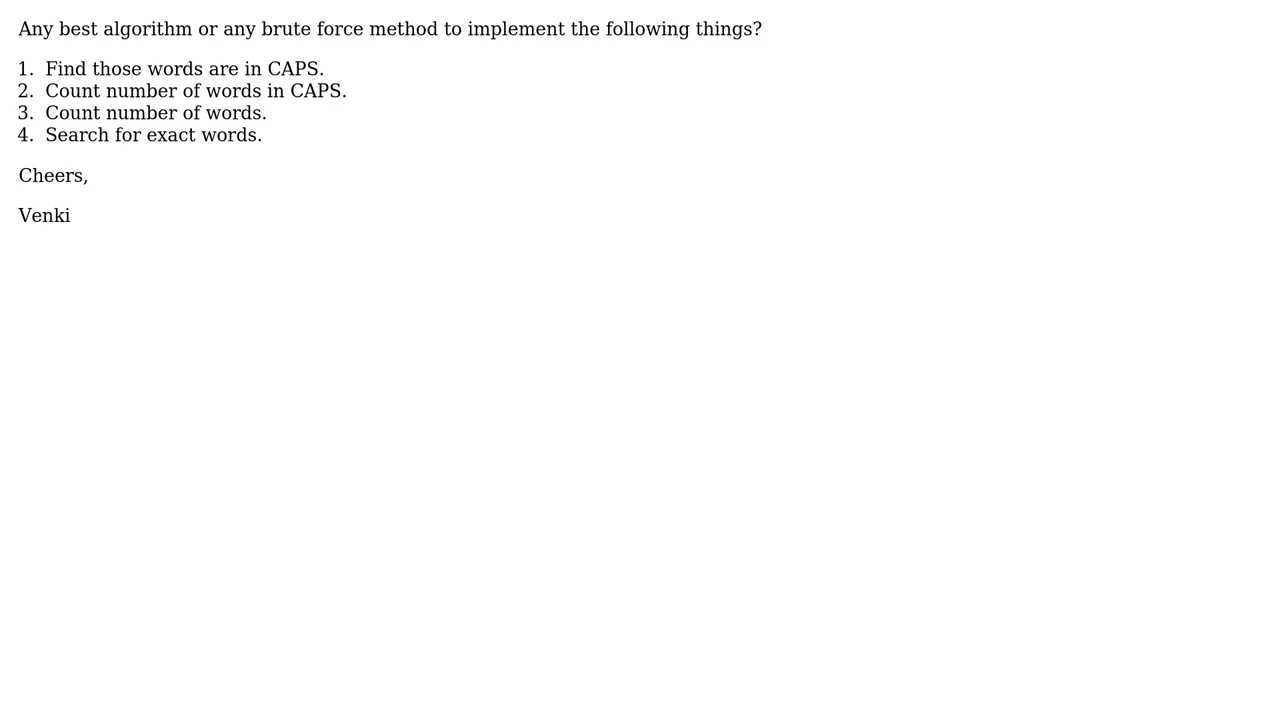 Any best algorithm or any brute force method to implement the following things?
1. Find those words are in CAPS.
2. Count number of words in CAPS.
3. Count number of words.
4. Search for exact words.
Cheers,
Venki